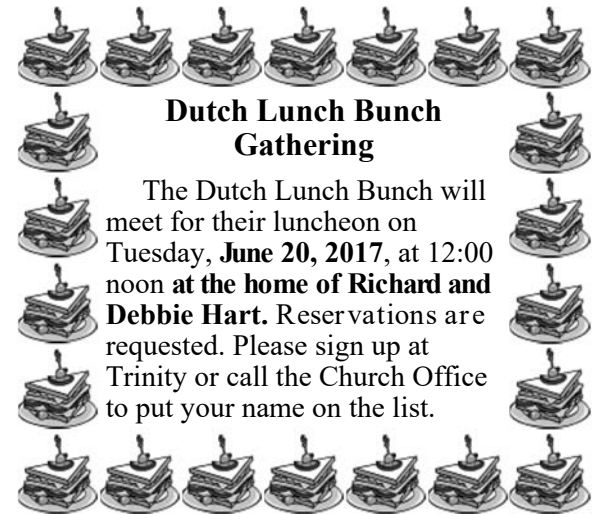 Dutch Lunch Bunch
Gathering
The Dutch Lunch Bunch will
meet for their luncheon on
Tuesday, June 20, 2017, at 12:00
noon at the home of Richard and
Debbie Hart. Reservations are
requested. Please sign up at
Trinity or call the Church Office
to put your name on the list.